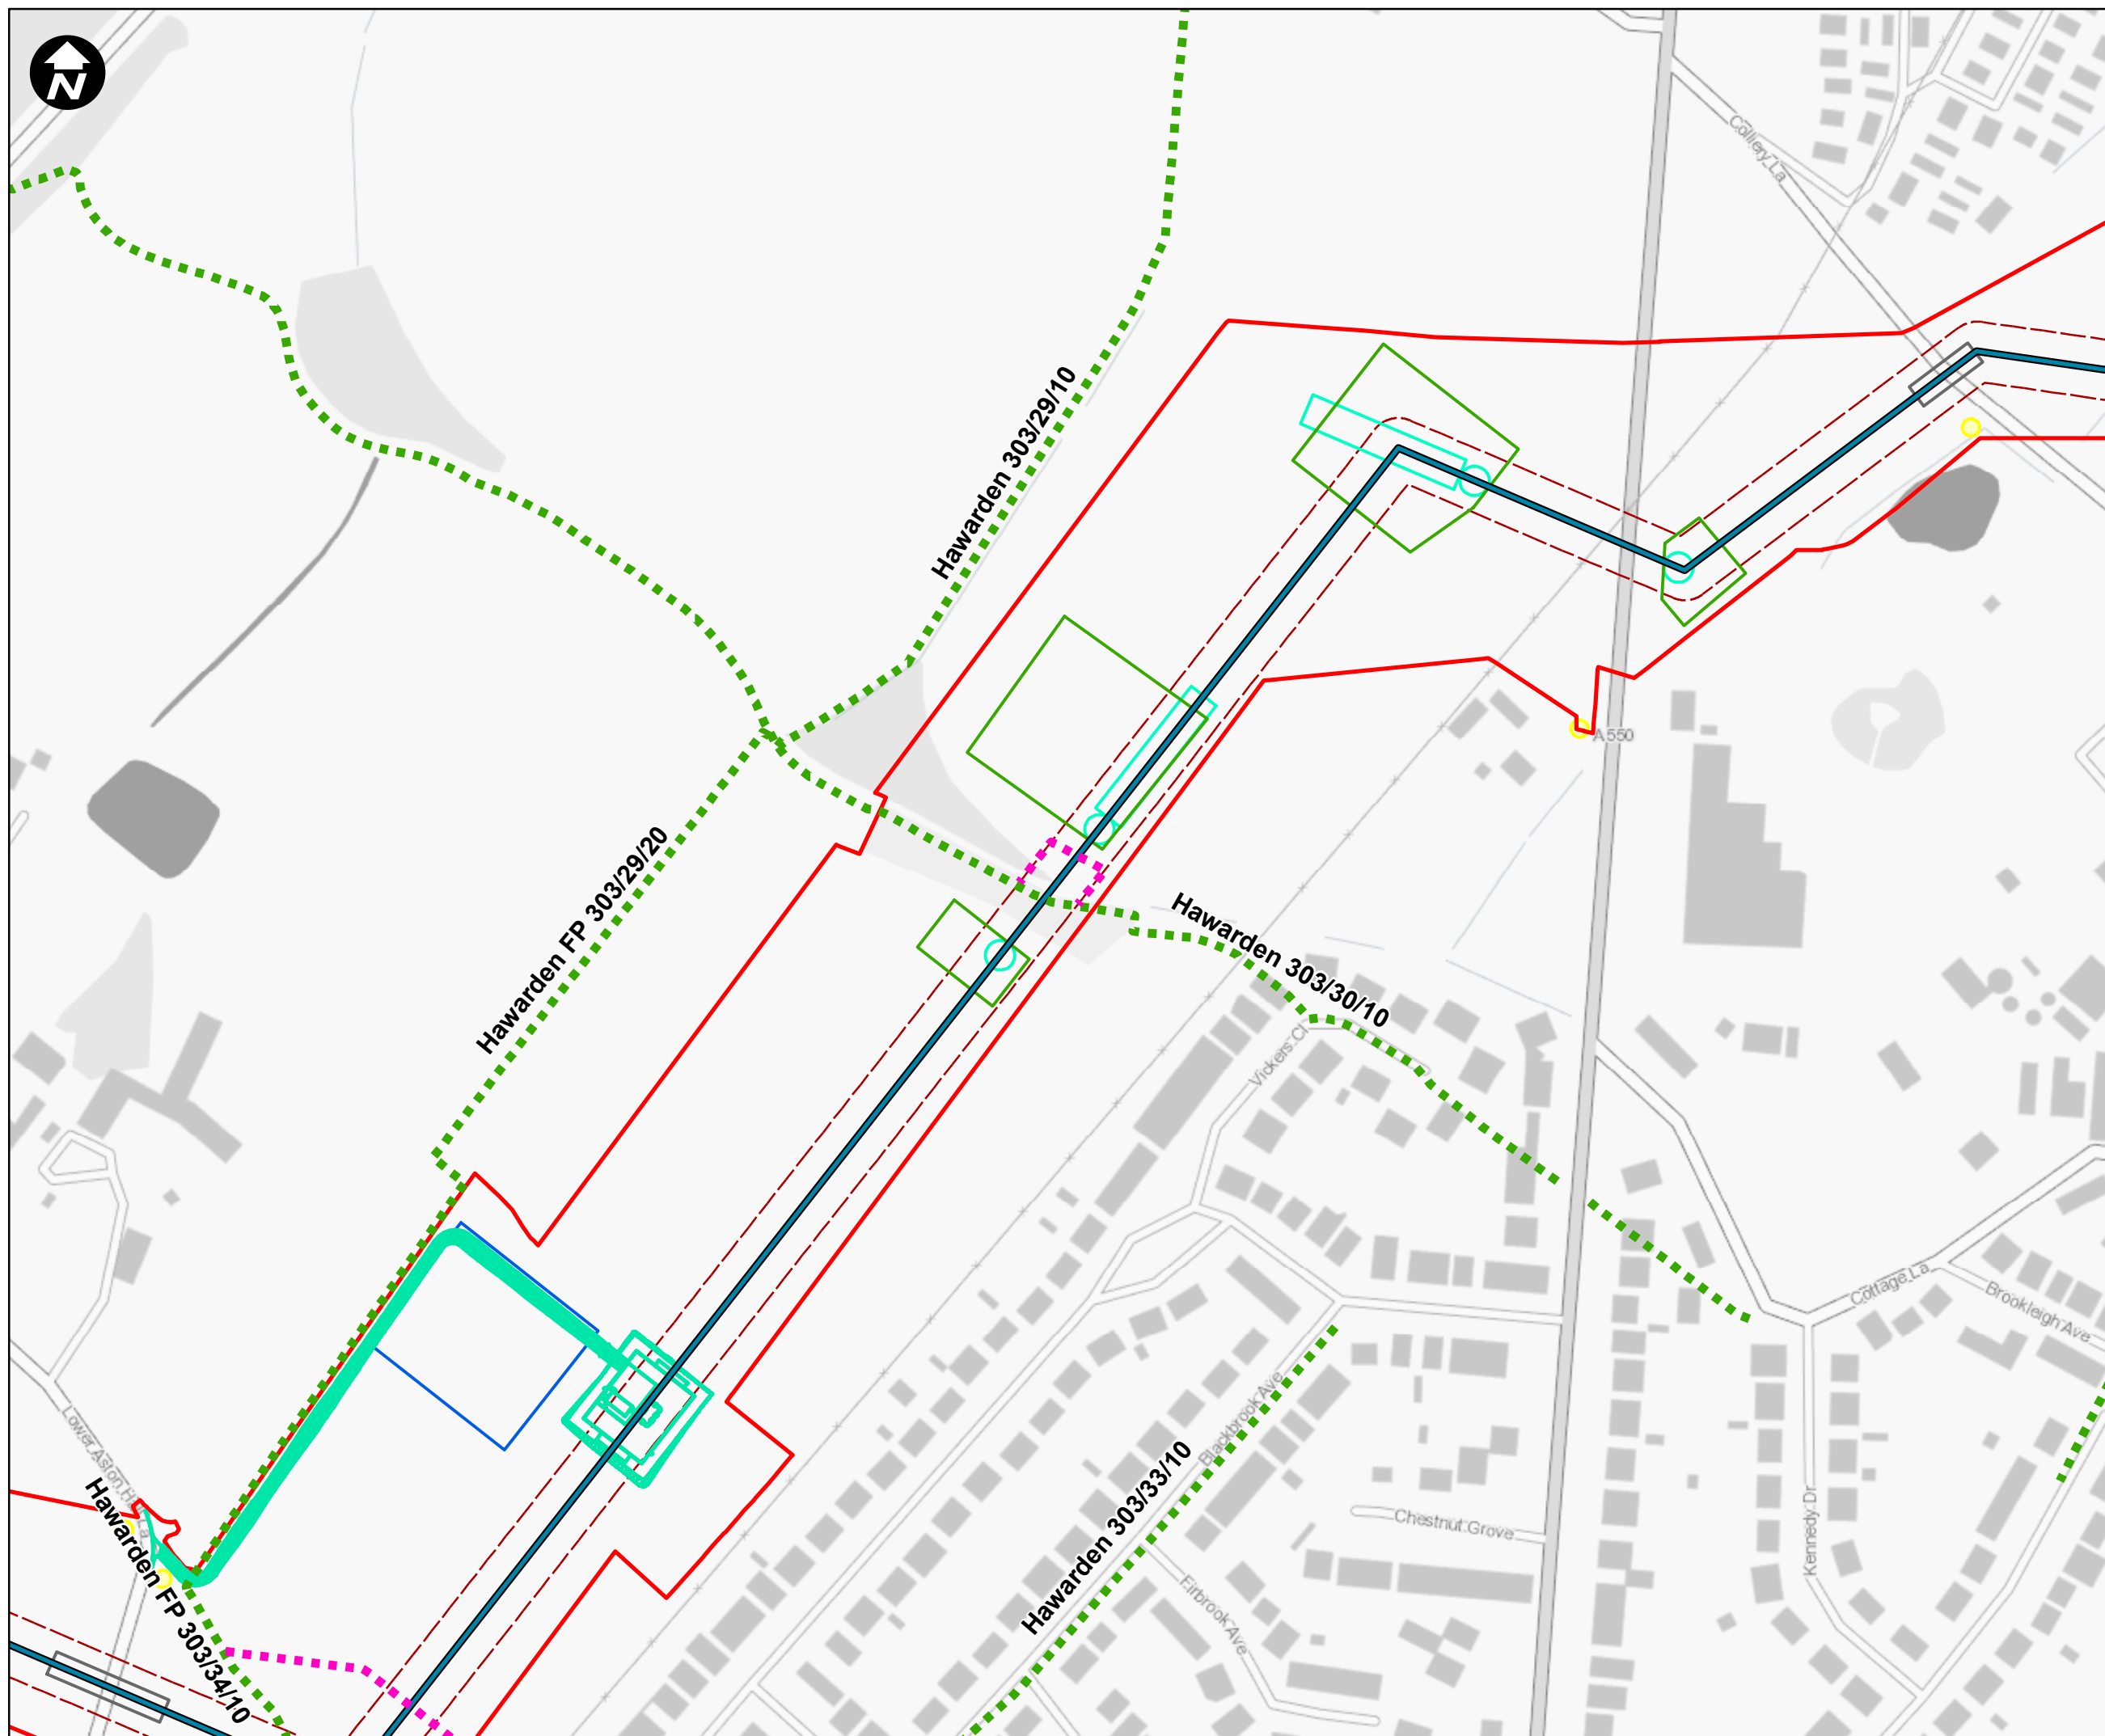 N
Colliery La
Hawarden 303/29/10
A550
Hawarden FP 303/29/20
Hawarden 303/30/10
Vickers Cl
Cottage La
Brookleigh Ave
Blackbrook Ave
Hawarden 303/33/10
Chestnut Grove
Kennedy Dr
Firbrook Ave
Hawarden FP 303/34/10